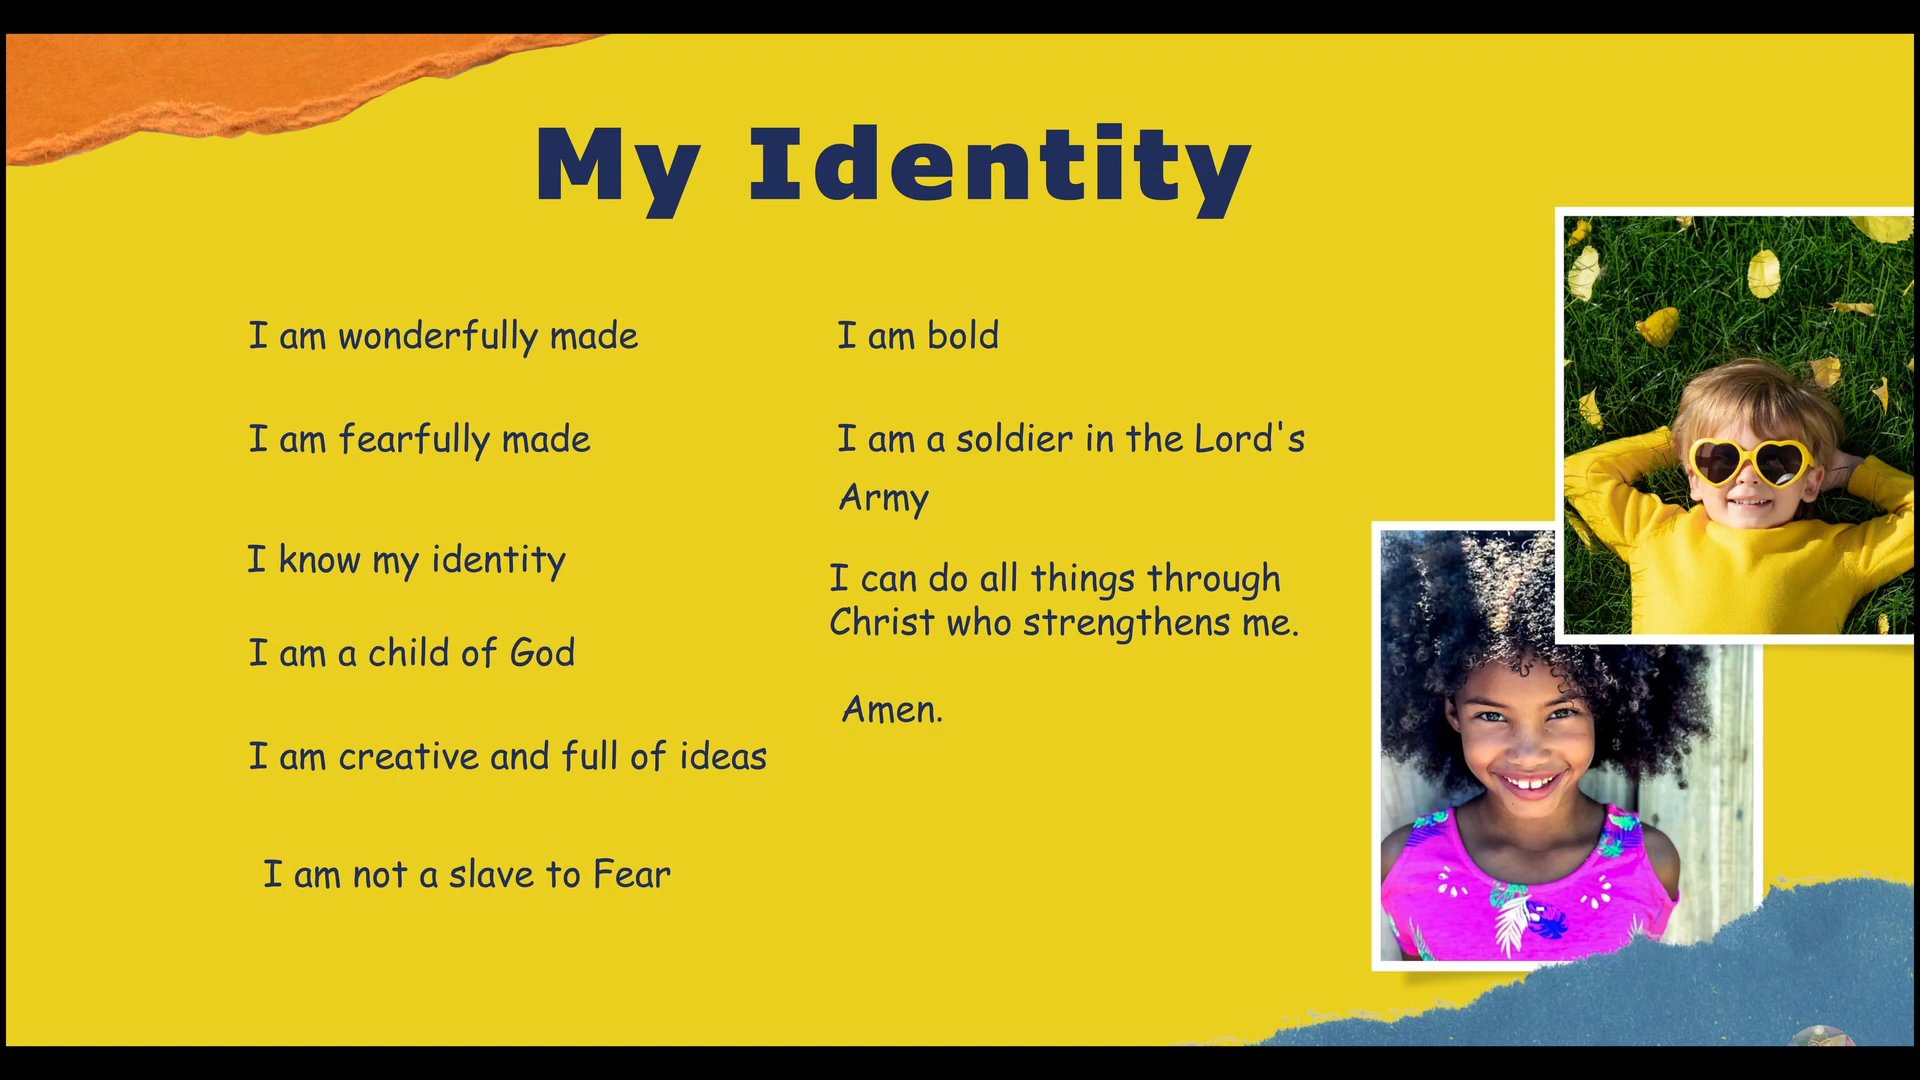 My Identity
I am wonderfully made
I am fearfully made
I know my identity
I am a child of God
I am creative and full of ideas
I am not a slave to Fear
I am bold
I am a soldier in the Lord's
Army
I can do all things through
Christ who strengthens me.
Amen.